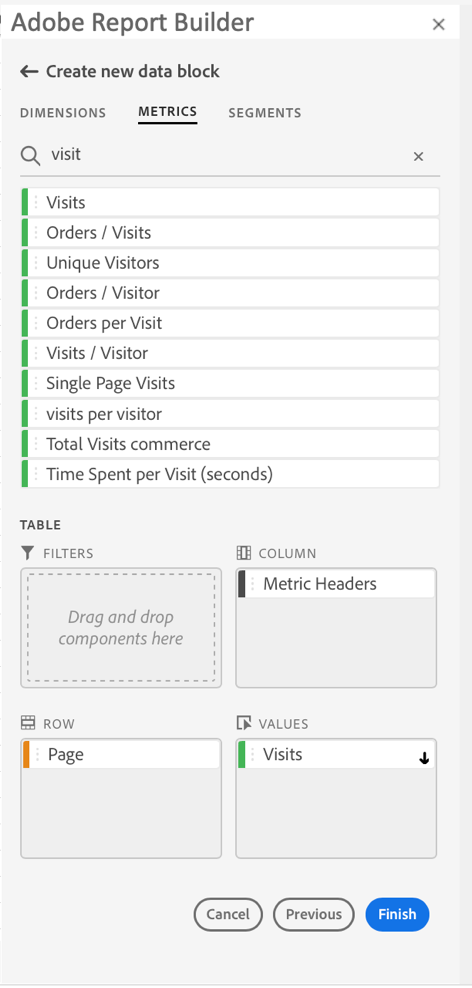 Adobe Report Builder
Create new data block
DIMENSIONS METRICS SEGMENTS
visit
Visits
Orders / Visits
Unique Visitors
Orders / Visitor
Orders per Visit
Visits / Visitor
Single Page Visits
visits per visitor
Total Visits commerce
Time Spent per Visit (seconds)
TABLE
FILTERS
Drag and drop
components here
COLUMN
Metric Headers
ROW
Page
VALUES
Visits
Cancel Previous Finish